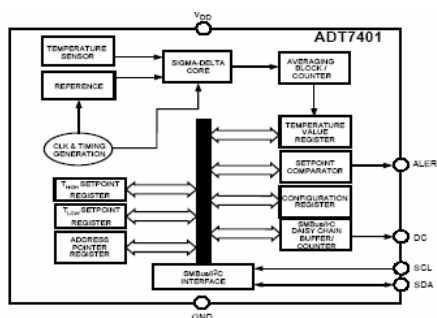 VDD
ADT7401
TEMPERATURE
SENSOR
REFERENCE
SIGMA-DELTA
CORE
AVERAGING
BLOCK /
COUNTER
CLK & TIMING
GENERATION
TEMPERATURE
VALUE
REGISTER
SETPOINT
COMPARATOR
ALER
THIGH SETPOINT
REGISTER
TLOW SETPOINT
REGISTER
ADDRESS
POINTER
REGISTER
CONFIGURATION
REGISTER
SMBus/I2C
DAISY CHAIN
BUFFER/
COUNTER
DC
SMBus/I2C
INTERFACE
SCL
SDA
GND